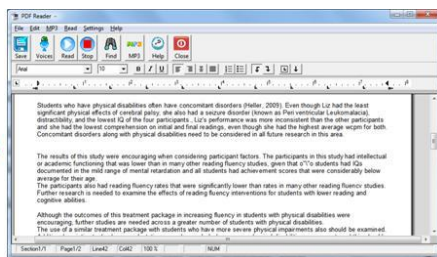 PDF Reader -
File Edit MP3 Read Settings Help
Save Voices Read Stop Find MP3 Help Close
Arial 10 B I U
Students who have physical disabilities often have concomitant disorders (Heller, 2009). Even though Liz had the least
significant physical effects of cerebral palsy, she also had a seizure disorder (known as Peri ventricular Leukomalacia),
distractibility, and the lowest IQ of the four participants , Liz's performance was more inconsistent than the other participants
and she had the lowest comprehension on initial and final readings, even though she had the highest average wcpm for both.
Concomitant disorders along with physical disabilities need to be considered in all future research in this area.
The results of this study were encouraging when considering participant factors. The participants in this study had intellectual
or academic functioning that was lower than in many other reading fluency studies, given that students had IQs
documented in the mild range of mental retardation and all students had achievement scores that were considerably below
average for their age.
The participants also had reading fluency rates that were significantly lower than rates in many other reading fluency studies.
Further research is needed to examine the effects of reading fluency interventions for students with lower reading and
cognitive abilities.
Although the outcomes of this treatment package in increasing fluency in students with physical disabilities were
encouraging, further studies are needed across a greater number of students with physical disabilities.
The use of a similar treatment package with students who have more severe physical impairments also should be examined.
Section1/1 Page1/2 Line42 Col42 100 % NUM